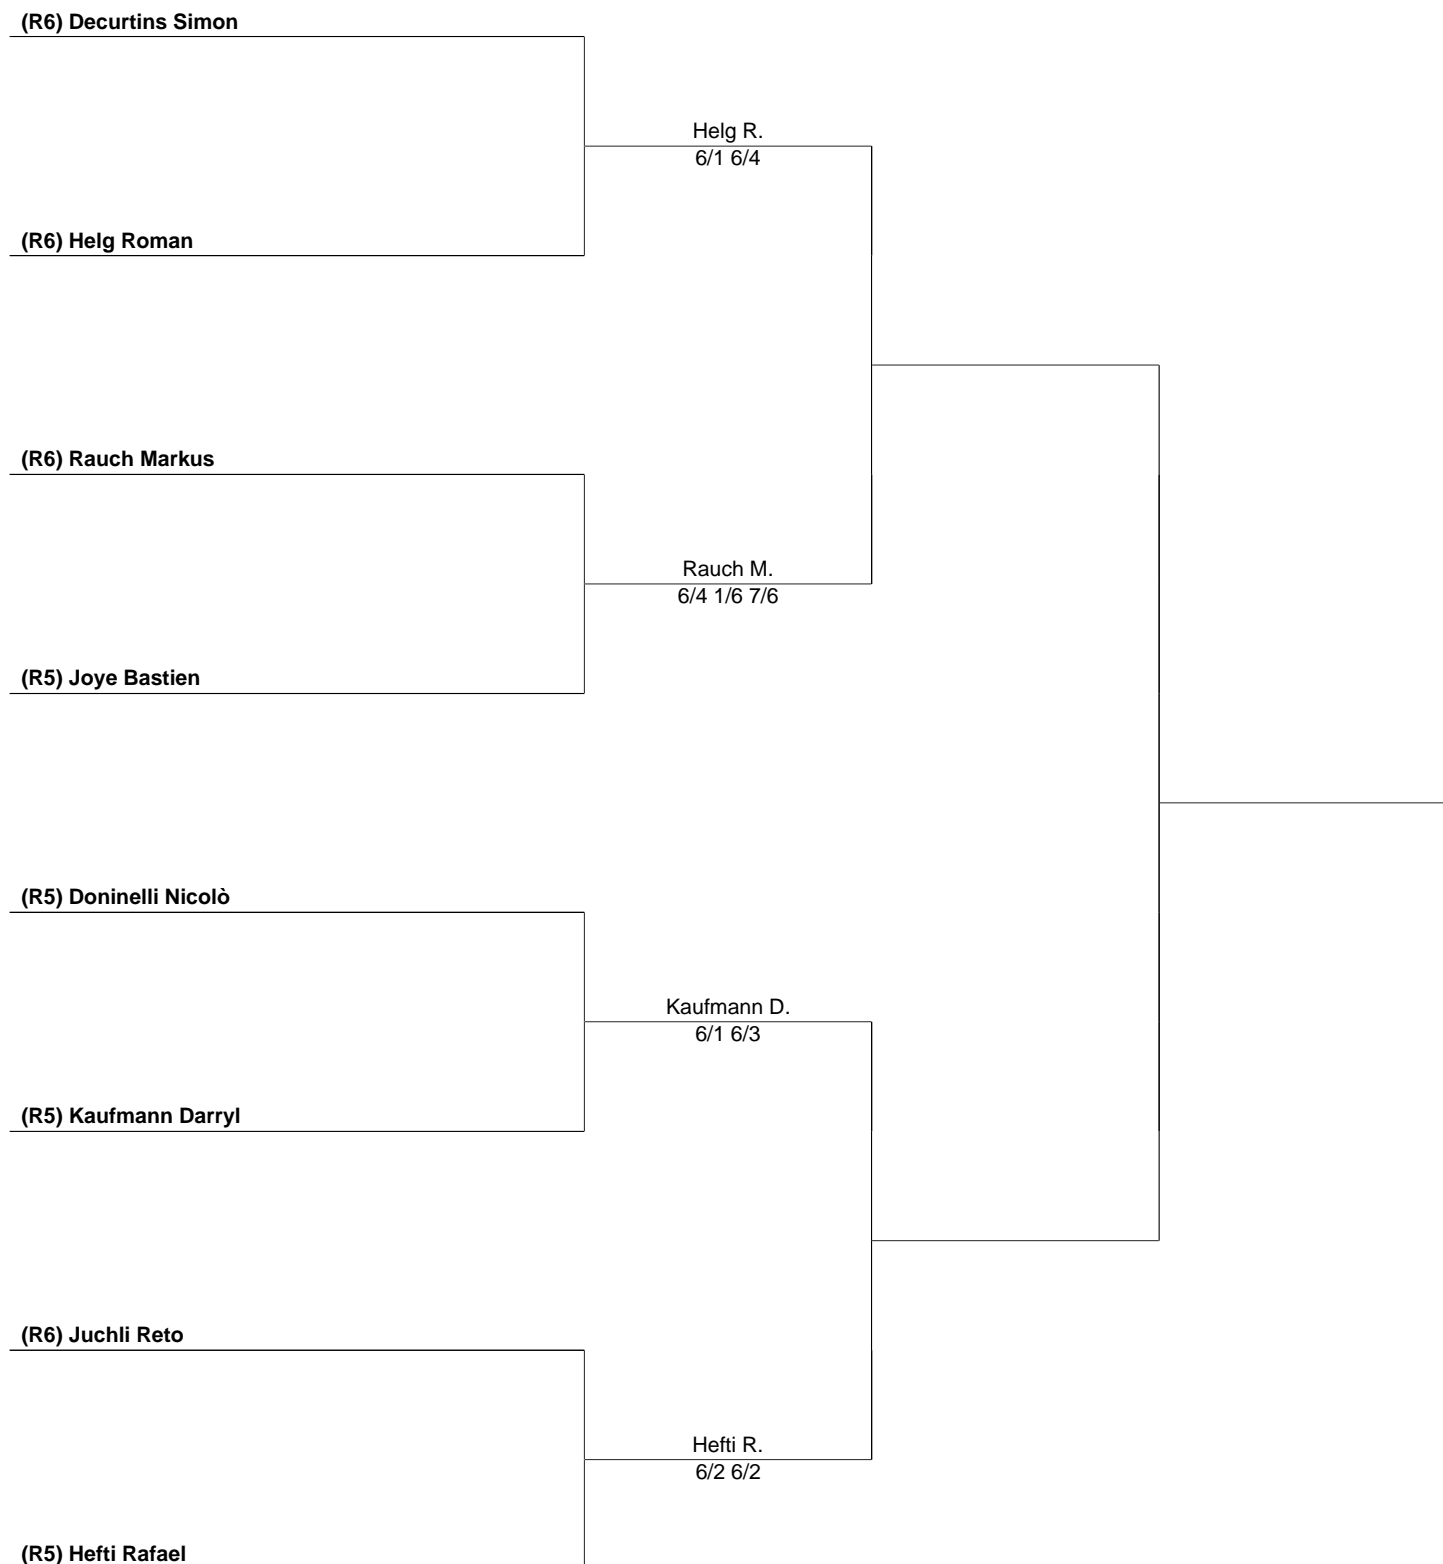 (R6) Decurtins Simon
Helg R.
6/1 6/4
(R6) Helg Roman
(R6) Rauch Markus
Rauch M.
6/4 1/6 7/6
(R5) Joye Bastien
(R5) Doninelli Nicolò
Kaufmann D.
6/1 6/3
(R5) Kaufmann Darryl
(R6) Juchli Reto
Hefti R.
6/2 6/2
(R5) Hefti Rafael